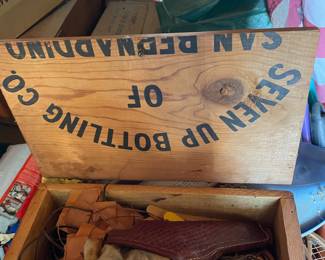 SEVEN UP BOTTLING CO.
OF
SAN BERNARDINO